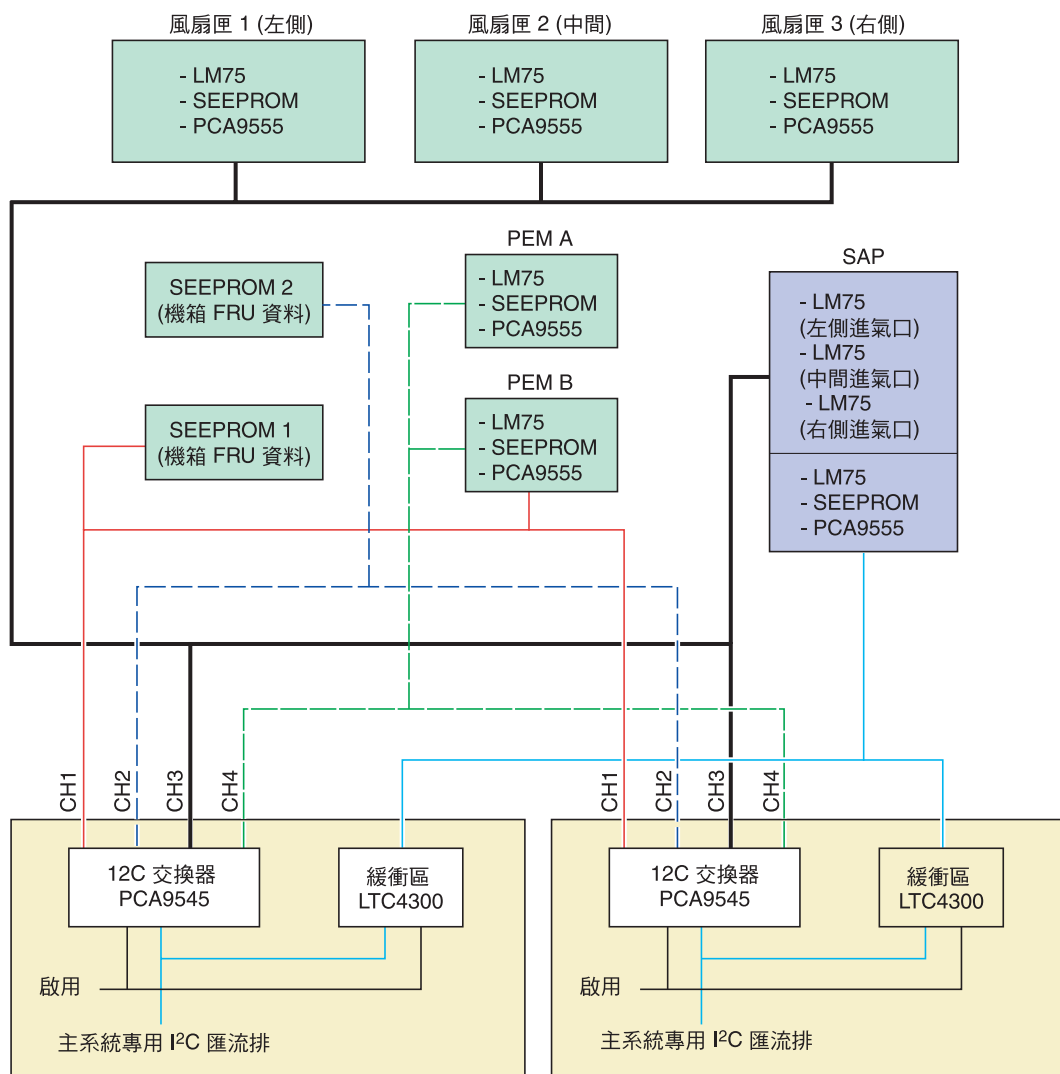 風扇匣 1 (左側)
風扇匣 2 (中間)
風扇匣 3 (右側)
- LM75
- SEEPROM
- PCA9555
- LM75
- SEEPROM
- PCA9555
- LM75
- SEEPROM
- PCA9555
SEEPROM 2
(機箱 FRU 資料)
PEM A
- LM75
- SEEPROM
- PCA9555
SAP
- LM75
(左側進氣口)
- LM75
(中間進氣口)
- LM75
(右側進氣口)
- LM75
- SEEPROM
- PCA9555
SEEPROM 1
(機箱 FRU 資料)
PEM B
- LM75
- SEEPROM
- PCA9555
CH1
CH2
CH3
CH4
CH1
CH2
CH3
CH4
12C 交換器
PCA9545
緩衝區
LTC4300
啟用
主系統專用 I²C 匯流排
12C 交換器
PCA9545
緩衝區
LTC4300
啟用
主系統專用 I²C 匯流排